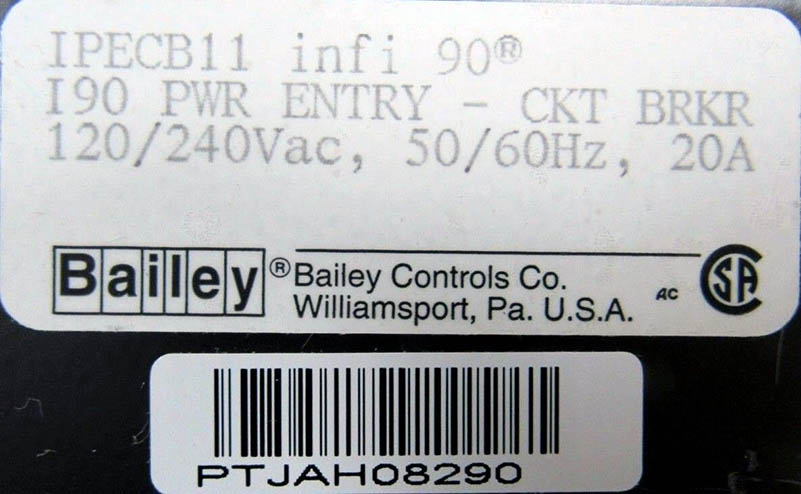 IPECB11 infi 90®
I90 PWR ENTRY - CKT BRKR
120/240Vac, 50/60Hz, 20A
Bailey® Bailey Controls Co.
Williamsport, Pa. U.S.A.
AC SA
PTJAH08290